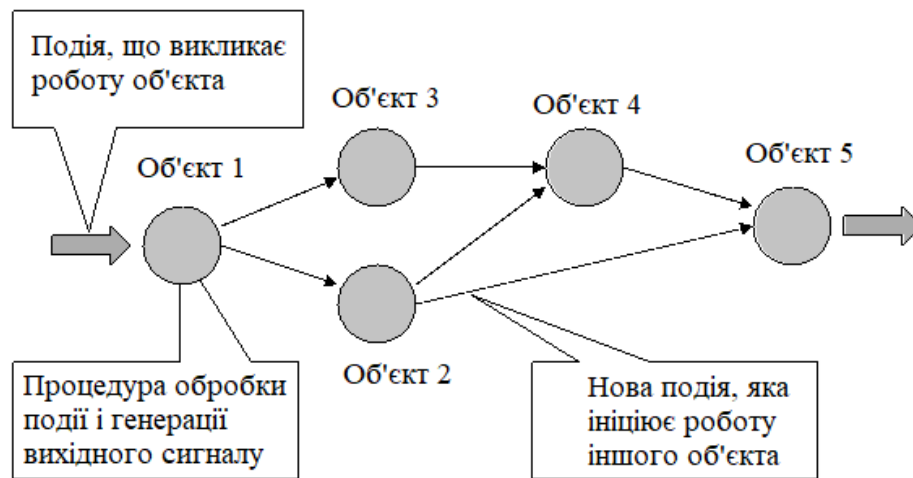 Подія, що викликає
роботу об'єкта
Об'єкт 1
Об'єкт 3
Об'єкт 4
Об'єкт 5
Об'єкт 2
Процедура обробки
події і генерації
вихідного сигналу
Нова подія, яка
ініціює роботу
іншого об'єкта